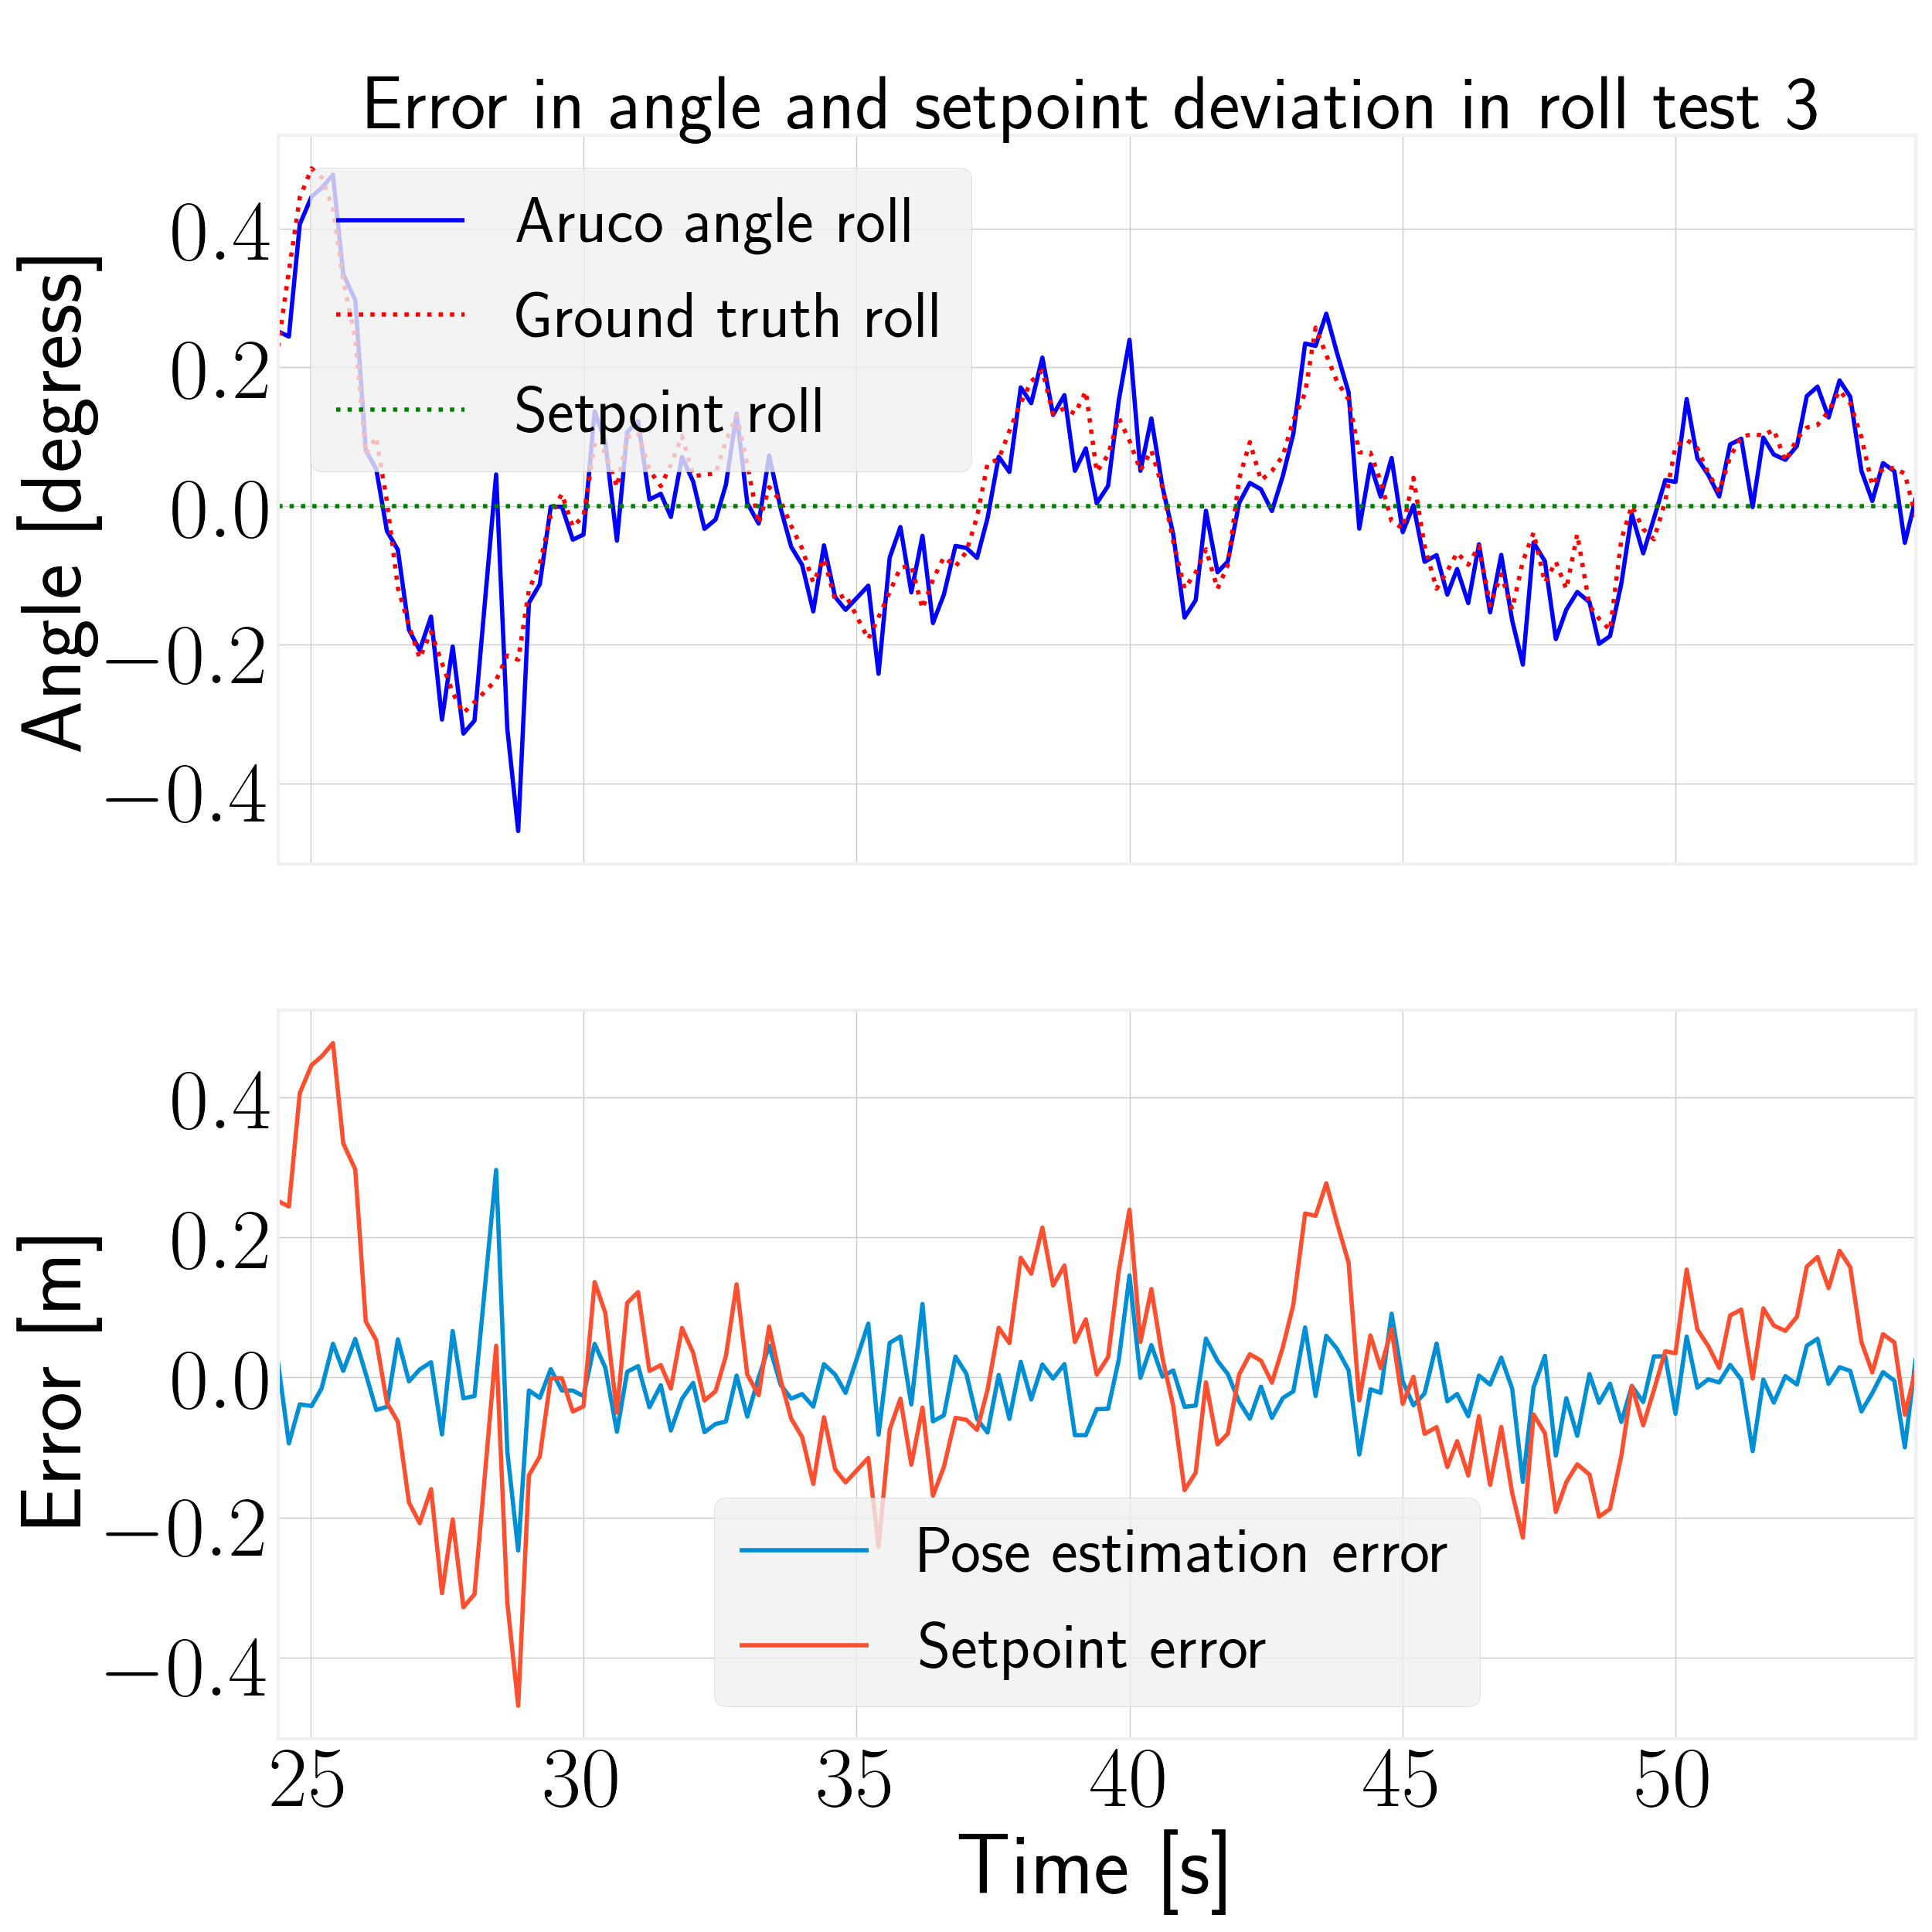 Error in angle and setpoint deviation in roll test 3
Angle [degress]
0.4
0.2
0.0
−0.2
−0.4
Aruco angle roll
Ground truth roll
Setpoint roll
Error [m]
0.4
0.2
0.0
−0.2
−0.4
Pose estimation error
Setpoint error
25 30 35 40 45 50
Time [s]